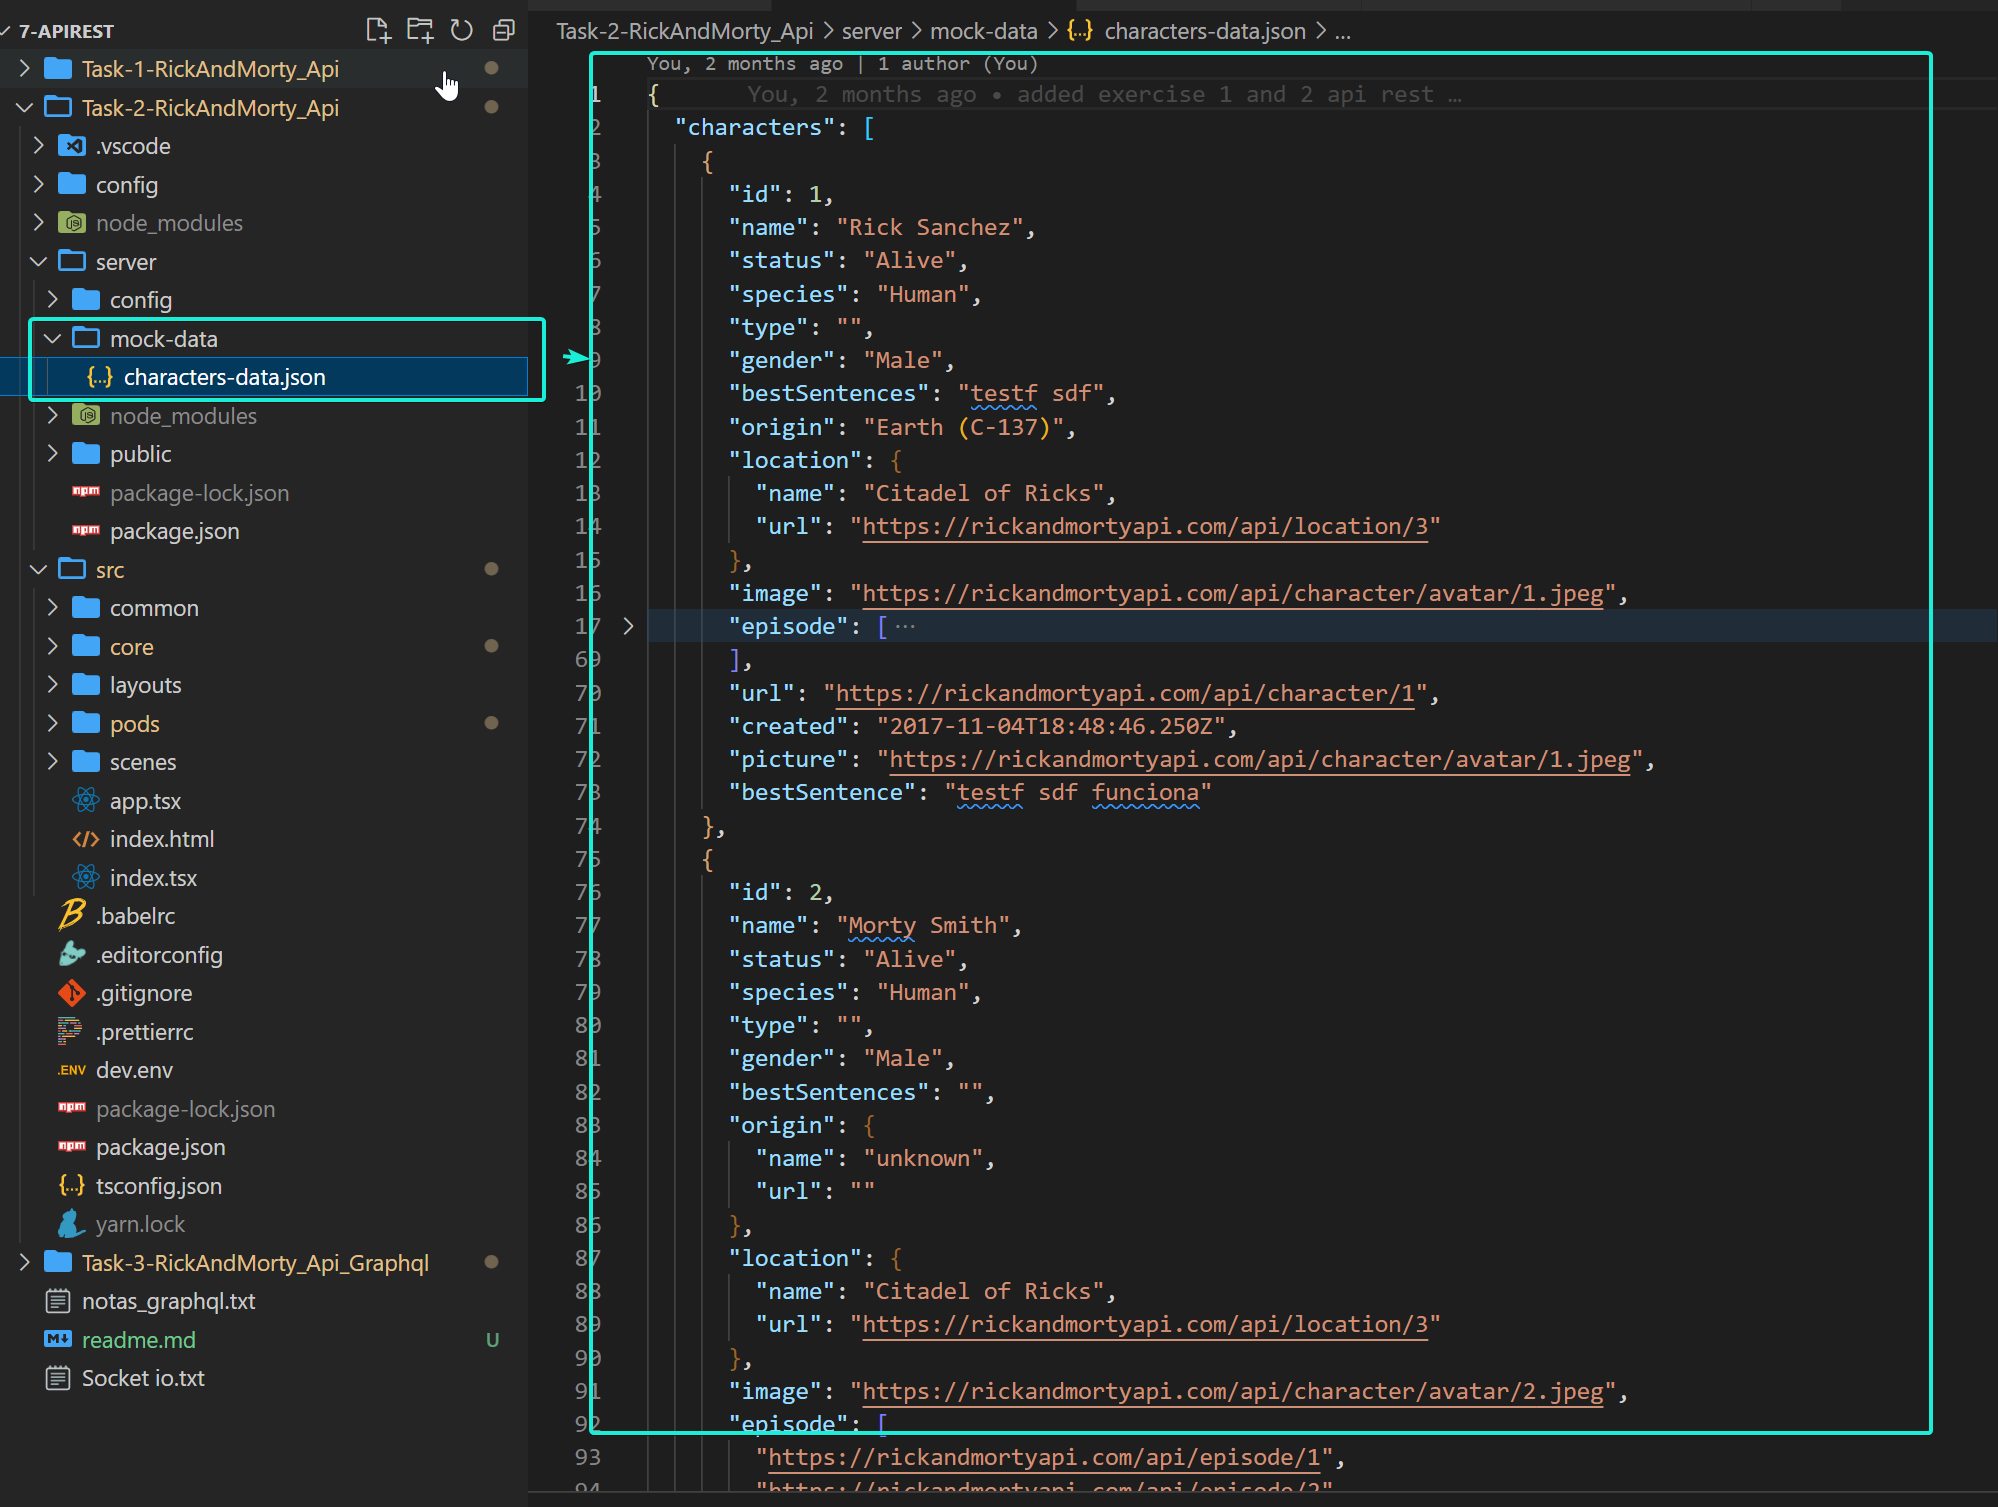 7-APIREST
Task-1-RickAndMorty_Api
Task-2-RickAndMorty_Api
.vscode
config
node_modules
server
config
mock-data
{...} characters-data.json
node_modules
public
npm package-lock.json
npm package.json
src
common
core
layouts
pods
scenes
app.tsx
index.html
index.tsx
.babelrc
.editorconfig
.gitignore
.prettierrc
.ENV dev.env
npm package-lock.json
npm package.json
{...} tsconfig.json
yarn.lock
Task-3-RickAndMorty_Api_Graphql
notas_graphql.txt
readme.md U
Socket io.txt
Task-2-RickAndMorty_Api > server > mock-data > {...} characters-data.json > ...
You, 2 months ago | 1 author (You)
1 { You, 2 months ago • added exercise 1 and 2 api rest …
2 "characters": [
3 {
4 "id": 1,
5 "name": "Rick Sanchez",
6 "status": "Alive",
7 "species": "Human",
8 "type": "",
9 "gender": "Male",
10 "bestSentences": "testf sdf",
11 "origin": "Earth (C-137)",
12 "location": {
13 "name": "Citadel of Ricks",
14 "url": "https://rickandmortyapi.com/api/location/3"
15 },
16 "image": "https://rickandmortyapi.com/api/character/avatar/1.jpeg",
17 "episode": [ ···
69 ],
70 "url": "https://rickandmortyapi.com/api/character/1",
71 "created": "2017-11-04T18:48:46.250Z",
72 "picture": "https://rickandmortyapi.com/api/character/avatar/1.jpeg",
73 "bestSentence": "testf sdf funciona"
74 },
75 {
76 "id": 2,
77 "name": "Morty Smith",
78 "status": "Alive",
79 "species": "Human",
80 "type": "",
81 "gender": "Male",
82 "bestSentences": "",
83 "origin": {
84 "name": "unknown",
85 "url": ""
86 },
87 "location": {
88 "name": "Citadel of Ricks",
89 "url": "https://rickandmortyapi.com/api/location/3"
90 },
91 "image": "https://rickandmortyapi.com/api/character/avatar/2.jpeg",
92 "episode": [
93 "https://rickandmortyapi.com/api/episode/1",
94 "https://rickandmortyapi.com/api/episode/2"